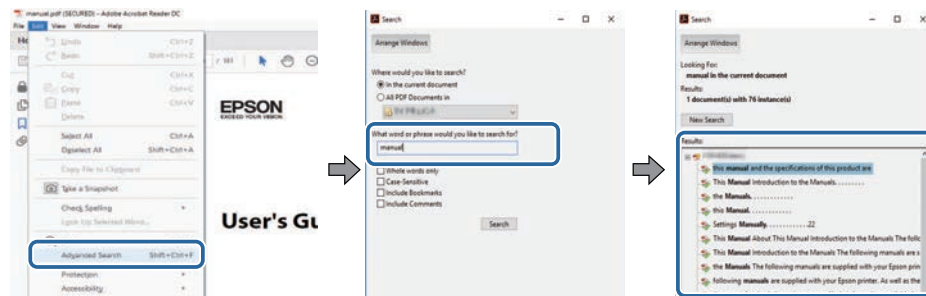 manual.pdf (SECURED) - Adobe Acrobat Reader DC
File Edit View Window Help
Undo Ctrl+Z
Redo Shift+Ctrl+Z
Cut Ctrl+X
Copy Ctrl+C
Paste Ctrl+V
Delete
Select All Ctrl+A
Deselect All Shift+Ctrl+A
Copy File to Clipboard
Take a Snapshot
Check Spelling
Look Up Selected Word...
Advanced Search Shift+Ctrl+F
Protection
Accessibility
/ 181
EPSON
EXCEED YOUR VISION
User's Gu
Search
Arrange Windows
Where would you like to search?
In the current document
All PDF Documents in
What word or phrase would you like to search for?
manual
Whole words only
Case-Sensitive
Include Bookmarks
Include Comments
Search
Search
Arrange Windows
Looking For:
manual in the current document
Results:
1 document(s) with 76 instance(s)
New Search
Results:
this manual and the specifications of this product are
This Manual Introduction to the Manuals. . . . . . . . .
the Manuals. . . . . . . . . . . . .
this Manual. . . . . . . . . . . . .
Settings Manually. . . . . . . . . . . . .22
This Manual About This Manual Introduction to the Manuals The follo
This Manual Introduction to the Manuals The following manuals are s
the Manuals The following manuals are supplied with your Epson prin
following manuals are supplied with your Epson printer. As well as the